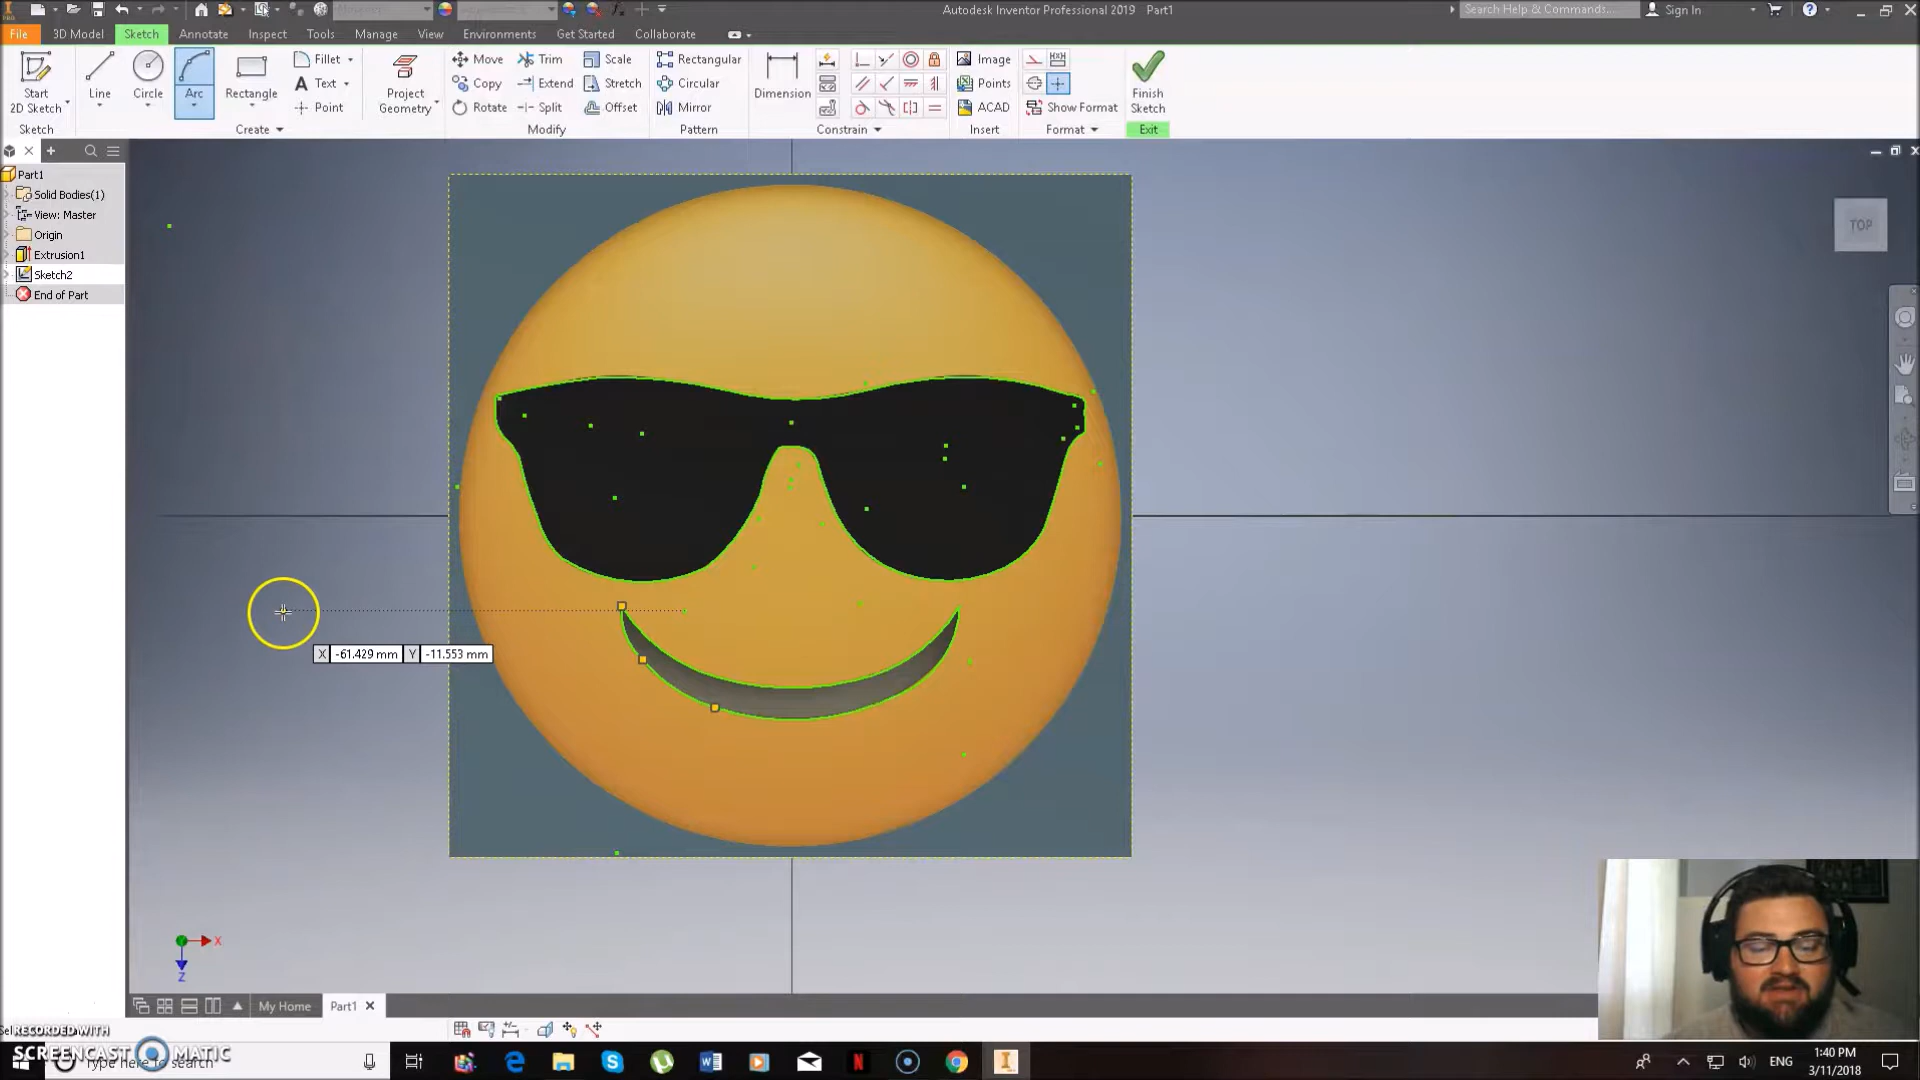 Autodesk Inventor Professional 2019 Part1
Search Help & Commands...
Sign In
File 3D Model Sketch Annotate Inspect Tools Manage View Environments Get Started Collaborate
Start
2D Sketch
Line
Circle
Arc
Rectangle
Fillet
Text
Point
Project
Geometry
Move
Copy
Rotate
Trim
Extend
Split
Scale
Stretch
Offset
Rectangular
Circular
Mirror
Dimension
Image
Points
ACAD
Show Format
Finish
Sketch
Sketch Create Modify Pattern Constrain Insert Format Exit
Part1
Solid Bodies(1)
View: Master
Origin
Extrusion1
Sketch2
End of Part
TOP
X -61.429 mm Y -11.553 mm
X
Z
My Home Part1
RECORDED WITH
SCREENCAST MATIC
Type here to search
ENG
1:40 PM
3/11/2018